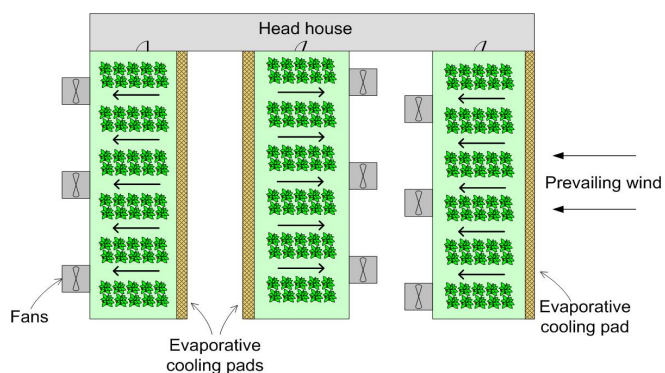 Head house
Prevailing wind
Fans
Evaporative
cooling pads
Evaporative
cooling pad